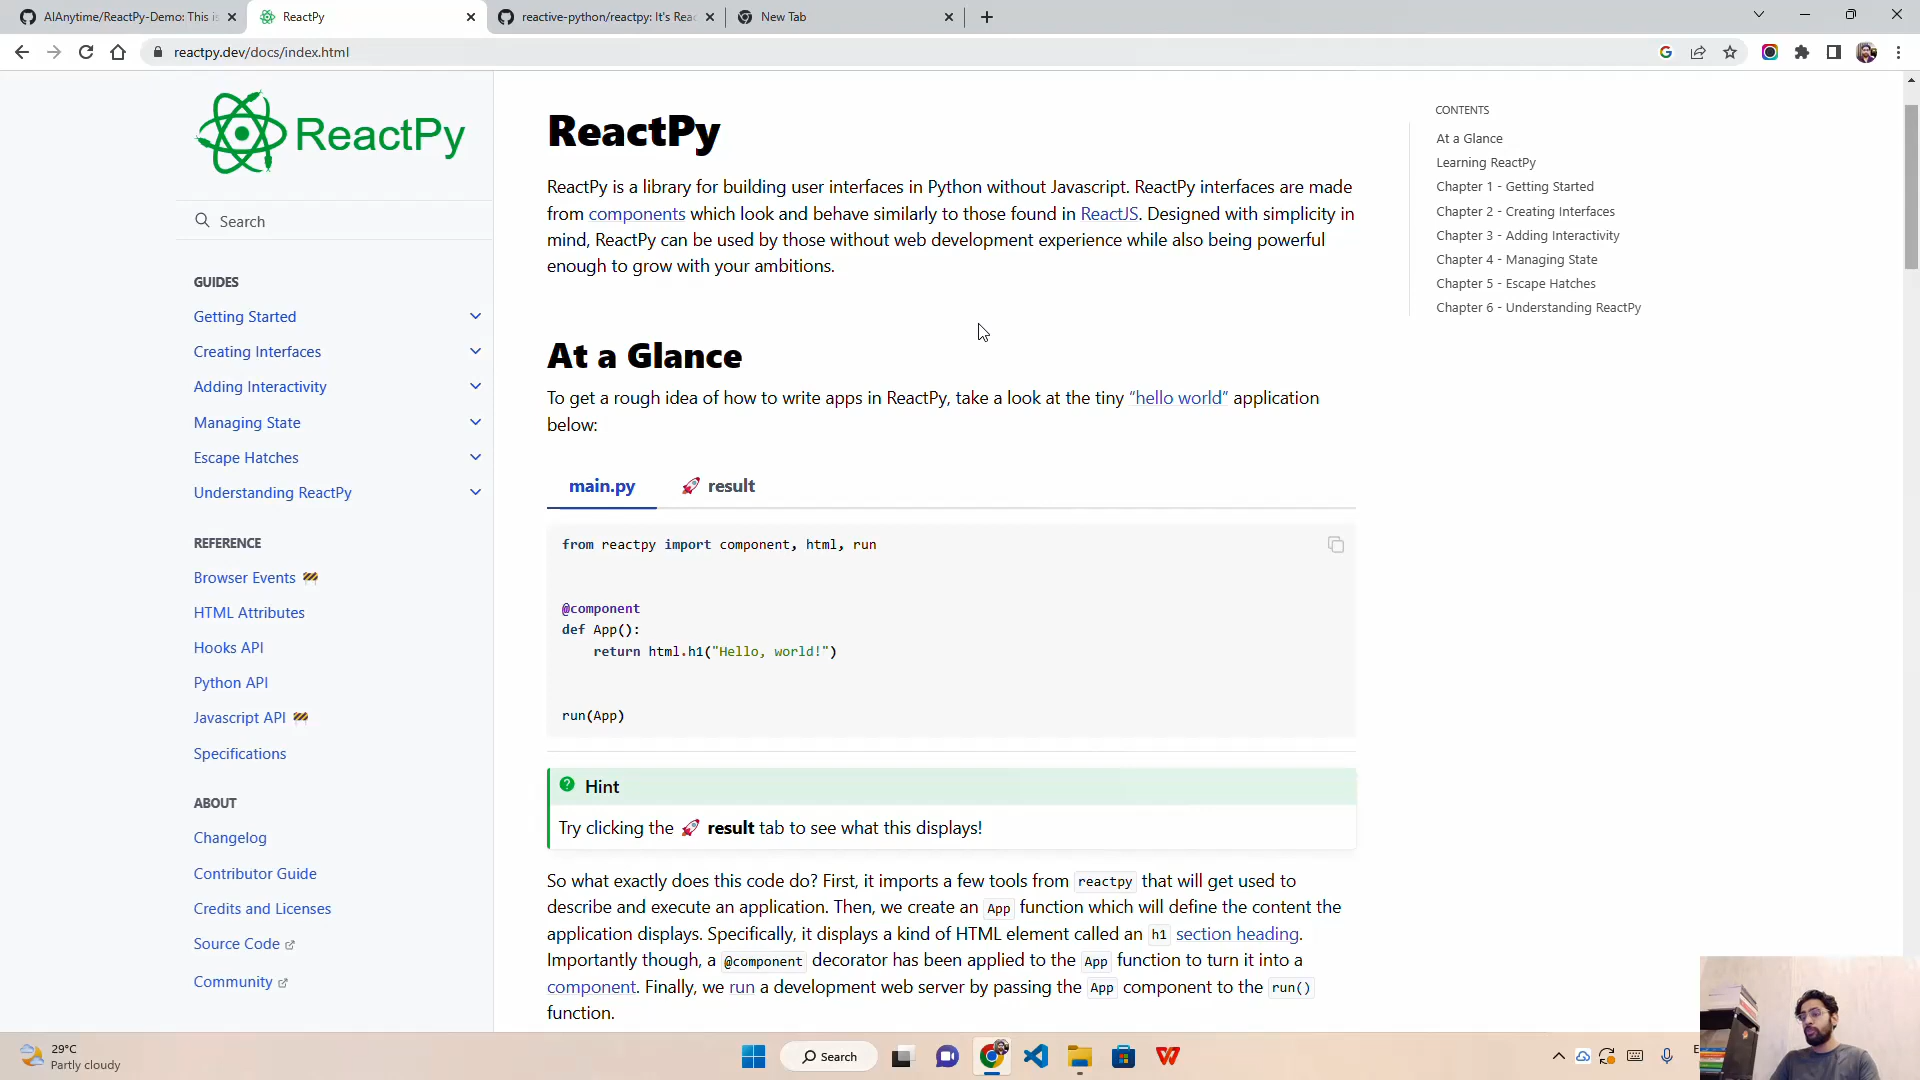 AIAnytime/ReactPy-Demo: This is
ReactPy
reactive-python/reactpy: It's Rea
New Tab
reactpy.dev/docs/index.html
ReactPy
Search
GUIDES
Getting Started
Creating Interfaces
Adding Interactivity
Managing State
Escape Hatches
Understanding ReactPy
REFERENCE
Browser Events
HTML Attributes
Hooks API
Python API
Javascript API
Specifications
ABOUT
Changelog
Contributor Guide
Credits and Licenses
Source Code
Community
ReactPy
ReactPy is a library for building user interfaces in Python without Javascript. ReactPy interfaces are made
from components which look and behave similarly to those found in ReactJS. Designed with simplicity in
mind, ReactPy can be used by those without web development experience while also being powerful
enough to grow with your ambitions.
At a Glance
To get a rough idea of how to write apps in ReactPy, take a look at the tiny “hello world” application
below:
main.py
🚀 result
from reactpy import component, html, run
@component
def App():
    return html.h1("Hello, world!")
run(App)
Hint
Try clicking the 🚀 result tab to see what this displays!
So what exactly does this code do? First, it imports a few tools from reactpy that will get used to
describe and execute an application. Then, we create an App function which will define the content the
application displays. Specifically, it displays a kind of HTML element called an h1 section heading.
Importantly though, a @component decorator has been applied to the App function to turn it into a
component. Finally, we run a development web server by passing the App component to the run()
function.
CONTENTS
At a Glance
Learning ReactPy
Chapter 1 - Getting Started
Chapter 2 - Creating Interfaces
Chapter 3 - Adding Interactivity
Chapter 4 - Managing State
Chapter 5 - Escape Hatches
Chapter 6 - Understanding ReactPy
29°C
Partly cloudy
Search